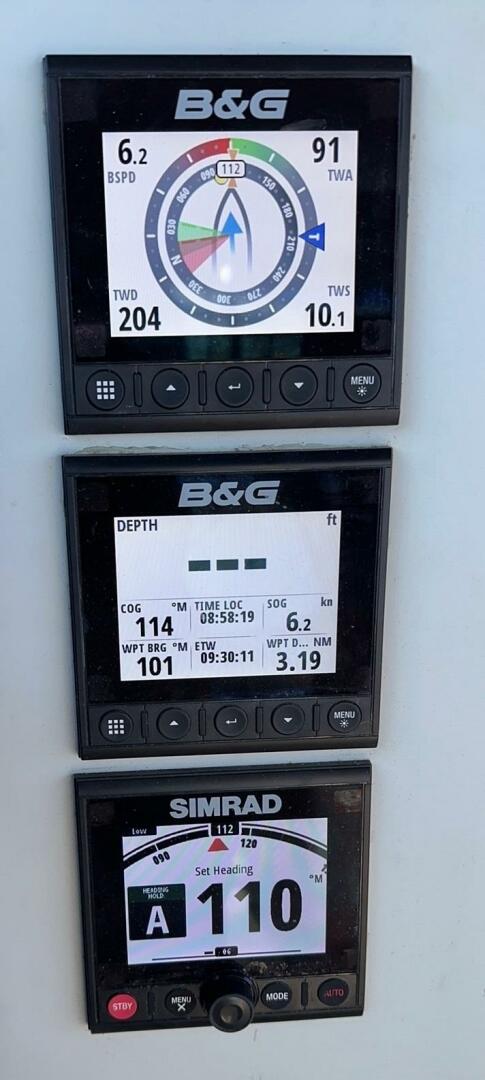 B&G
6.2 91
BSPD TWA
112
090 150
060 180
030 210
N 240
330 300 270
T
TWD TWS
204 10.1
MENU
B&G
DEPTH ft
---
COG °M TIME LOC SOG kn
114 08:58:19 6.2
WPT BRG °M ETW WPT D... NM
101 09:30:11 3.19
MENU
SIMRAD
Low 112
090 120
Set Heading
HEADING HOLD °M
A 110
06
STBY MENU MODE AUTO